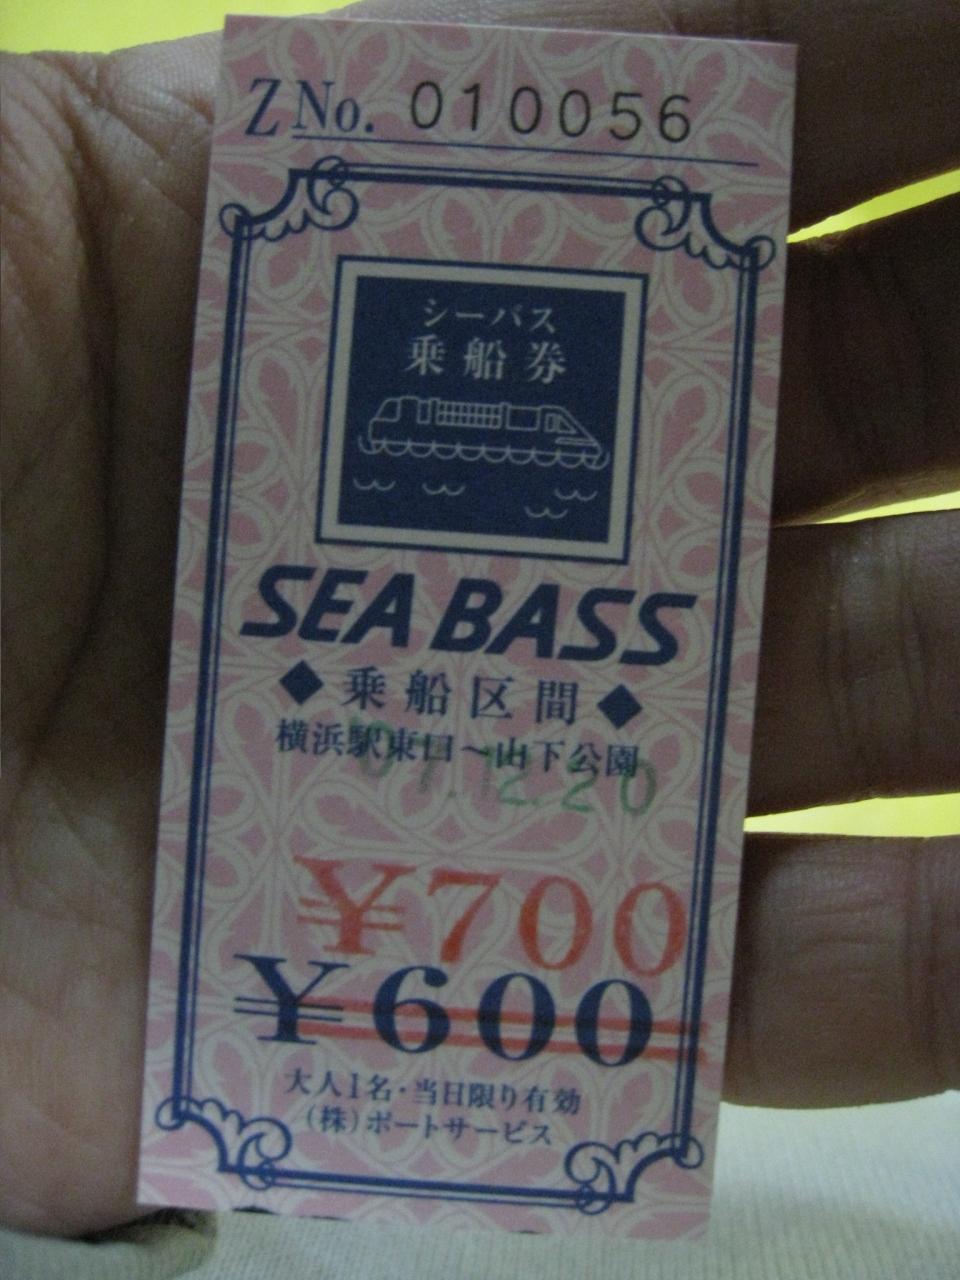 Z No. 010056
シーバス
乗船券
SEA BASS
◆乗船区間◆
横浜駅東口～山下公園
07.12.20
¥700
¥600
大人1名・当日限り有効
(株)ポートサービス